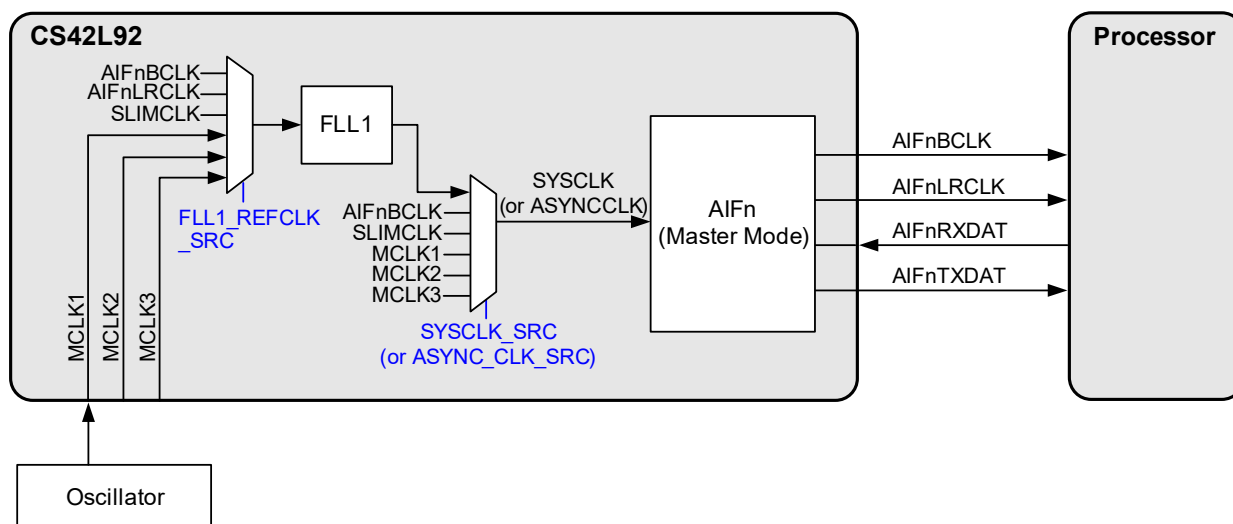 CS42L92
Processor
AIFnBCLK
AIFnLRCLK
SLIMCLK
FLL1
FLL1_REFCLK
_SRC
MCLK1
MCLK2
MCLK3
AIFnBCLK
SLIMCLK
MCLK1
MCLK2
MCLK3
SYSCLK_SRC
(or ASYNC_CLK_SRC)
SYSCLK
(or ASYNCCLK)
AIFn
(Master Mode)
AIFnBCLK
AIFnLRCLK
AIFnRXDAT
AIFnTXDAT
Oscillator